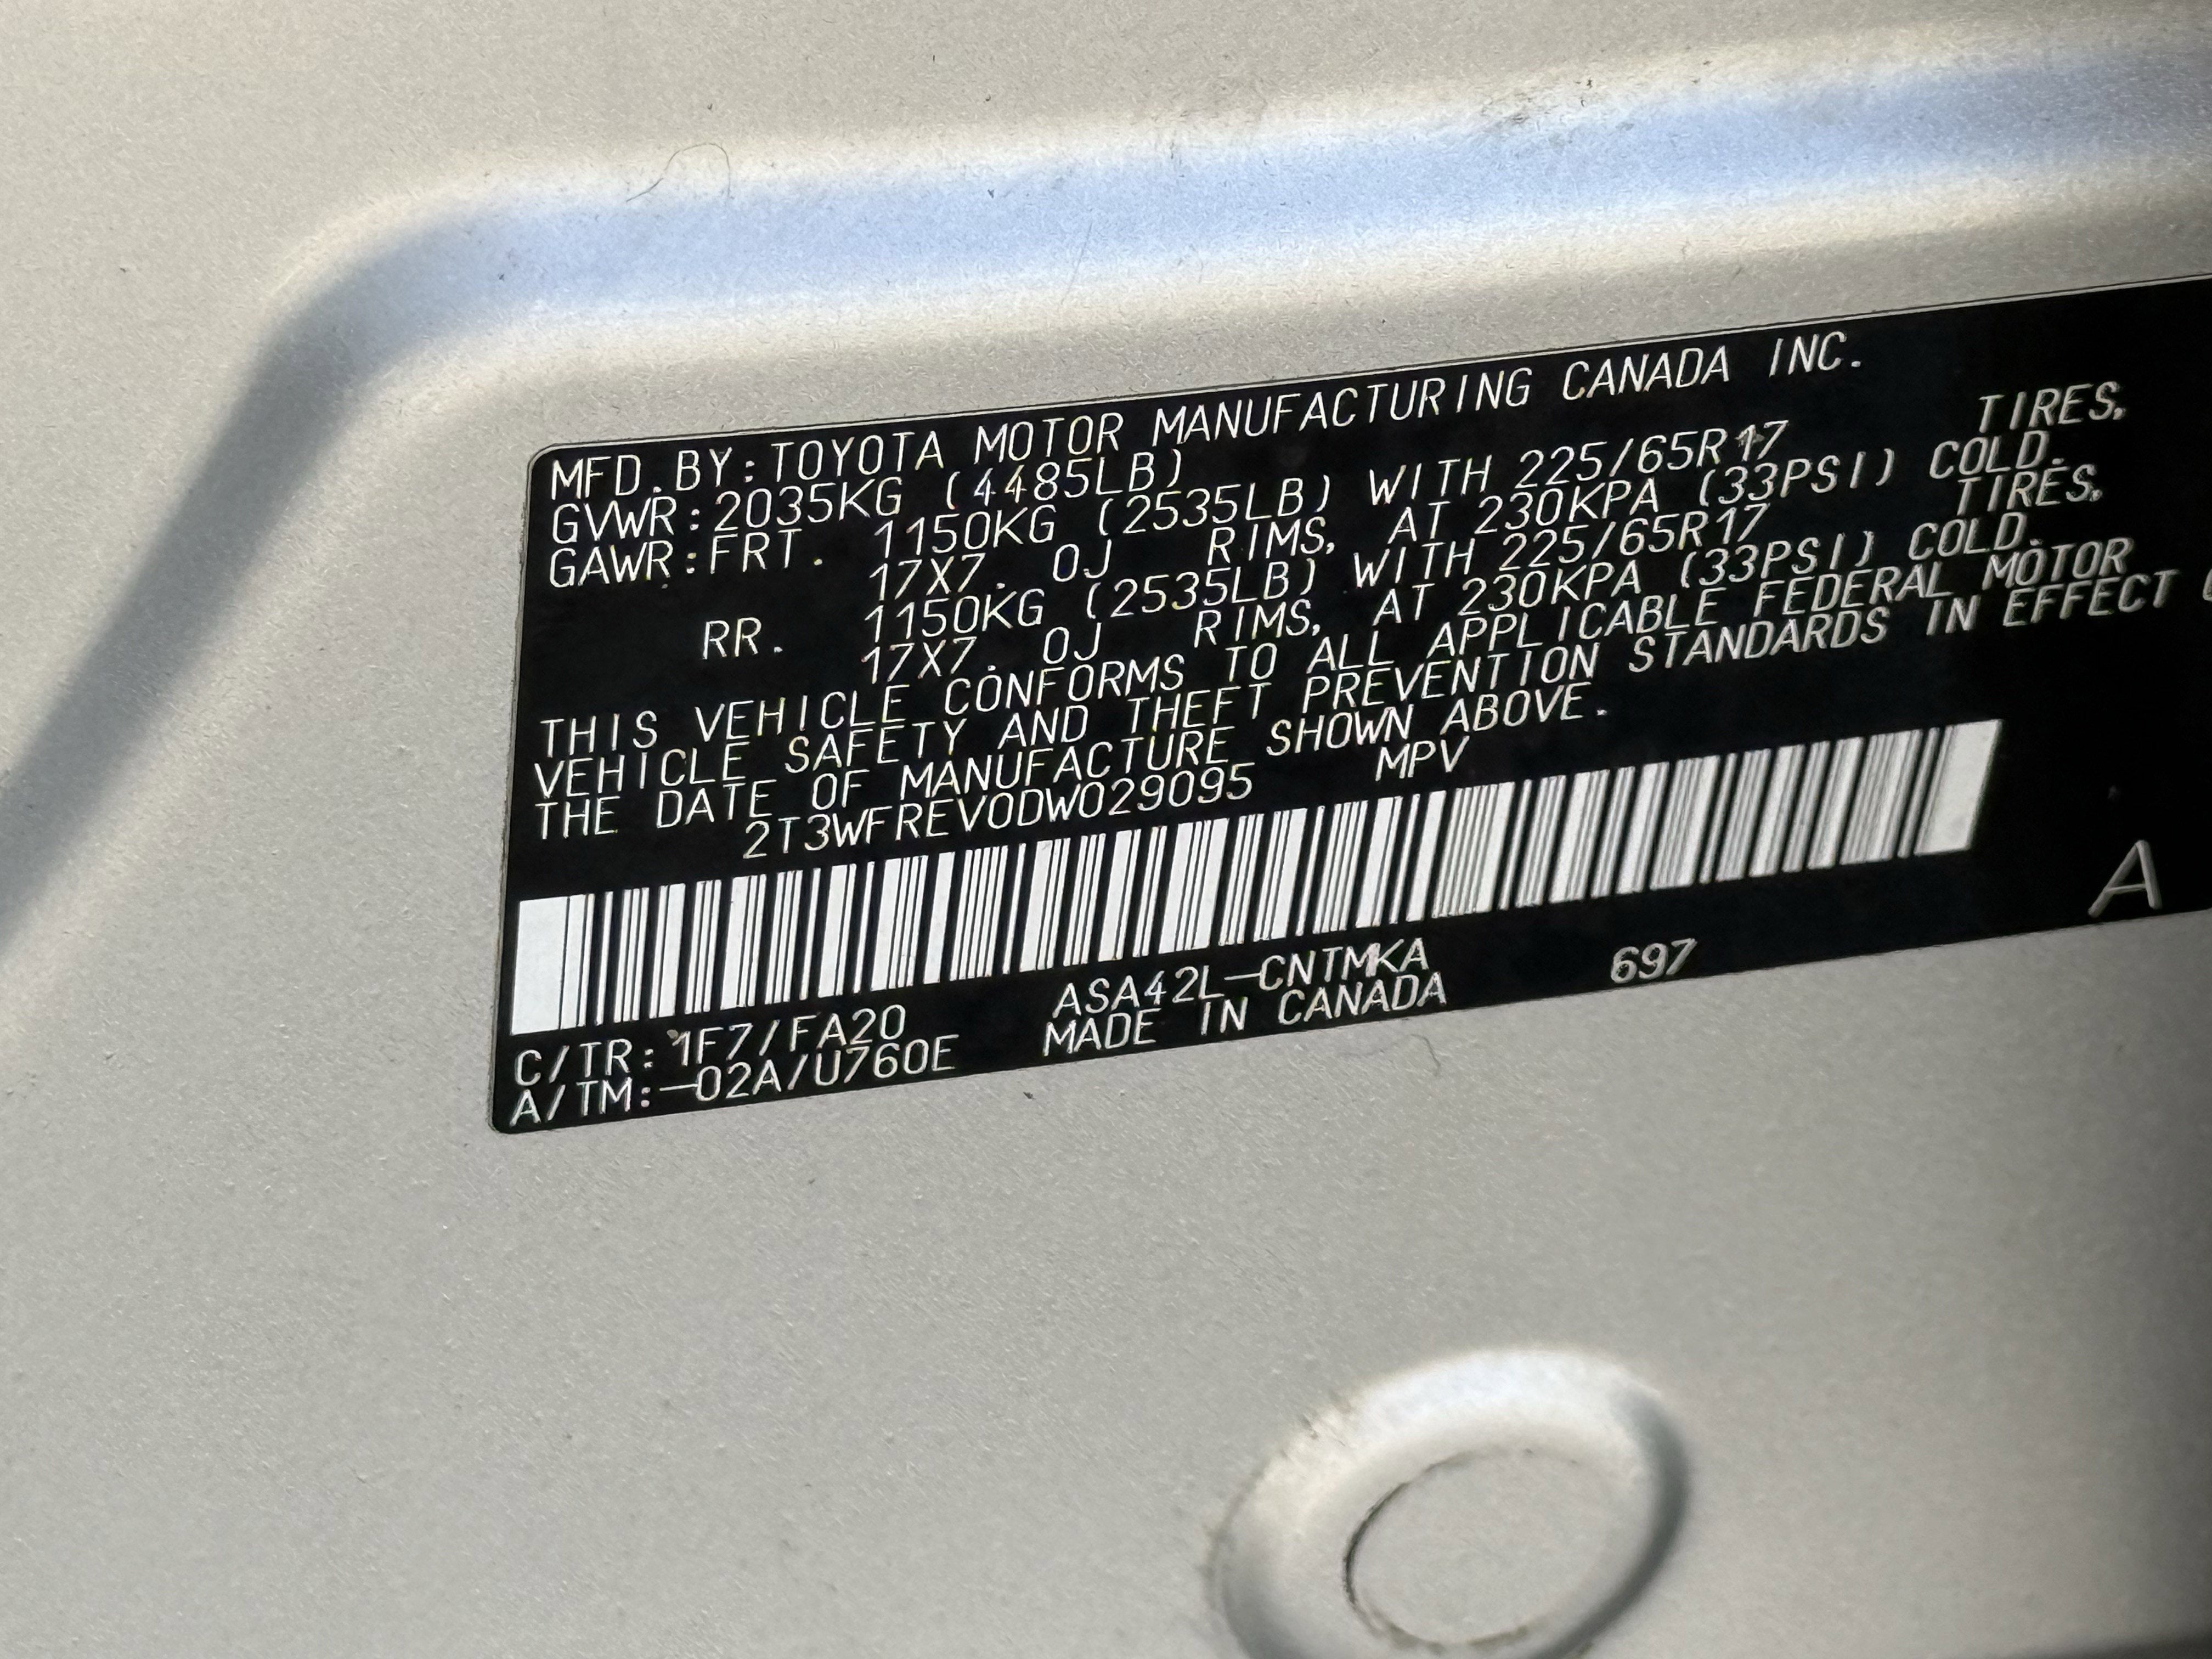 MFD.BY:TOYOTA MOTOR MANUFACTURING CANADA INC.
GVWR:2035KG (4485LB)
GAWR:FRT. 1150KG (2535LB) WITH 225/65R17 TIRES,
17X7.0J RIMS, AT 230KPA (33PSI) COLD.
RR. 1150KG (2535LB) WITH 225/65R17 TIRES,
17X7.0J RIMS, AT 230KPA (33PSI) COLD.
THIS VEHICLE CONFORMS TO ALL APPLICABLE FEDERAL MOTOR
VEHICLE SAFETY AND THEFT PREVENTION STANDARDS IN EFFECT
THE DATE OF MANUFACTURE SHOWN ABOVE.
2T3WFREV0DW029095 MPV
A
C/TR:1F7/FA20 ASA42L-CNTMKA 697
A/TM:-02A/U760E MADE IN CANADA